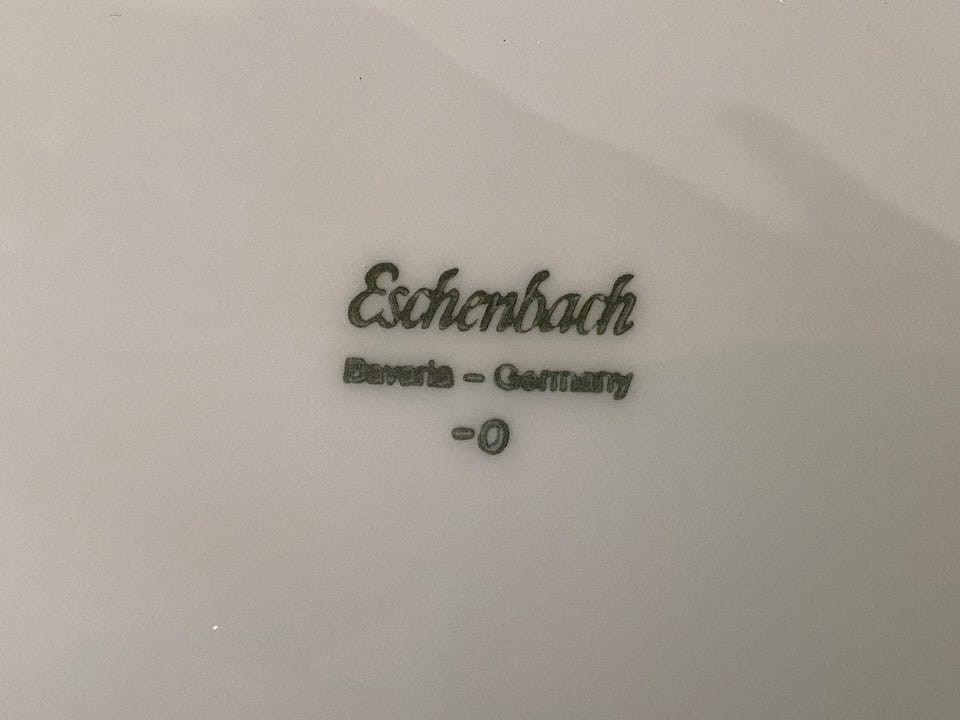 Eschenbach
Bavaria - Germany
-0